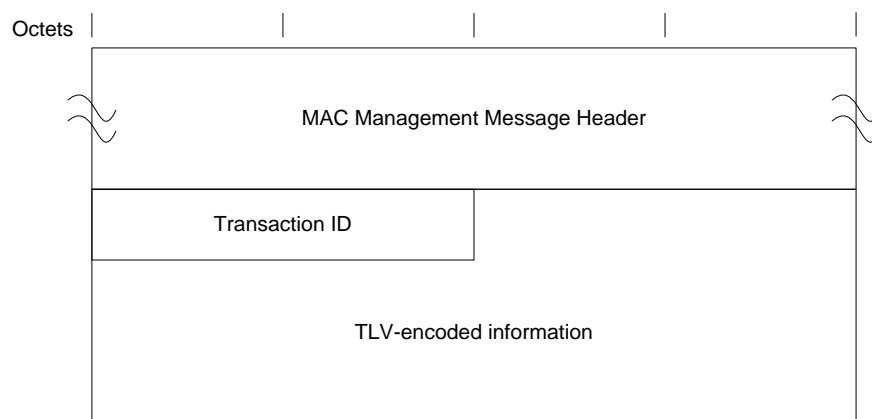 Octets
MAC Management Message Header
Transaction ID
TLV-encoded information